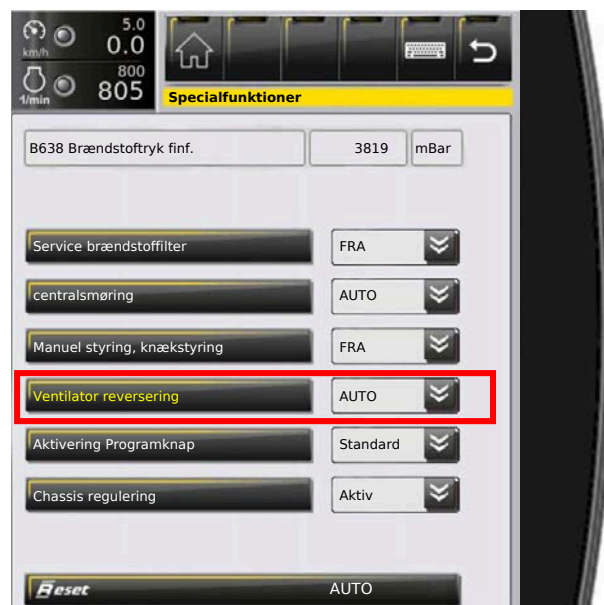 5.0
km/h 0.0
800
1/min 805
Specialfunktioner
B638 Brændstoftryk finf. 3819 mBar
Service brændstoffilter FRA
centralsmøring AUTO
Manuel styring, knækstyring FRA
Ventilator reversering AUTO
Aktivering Programknap Standard
Chassis regulering Aktiv
Reset AUTO